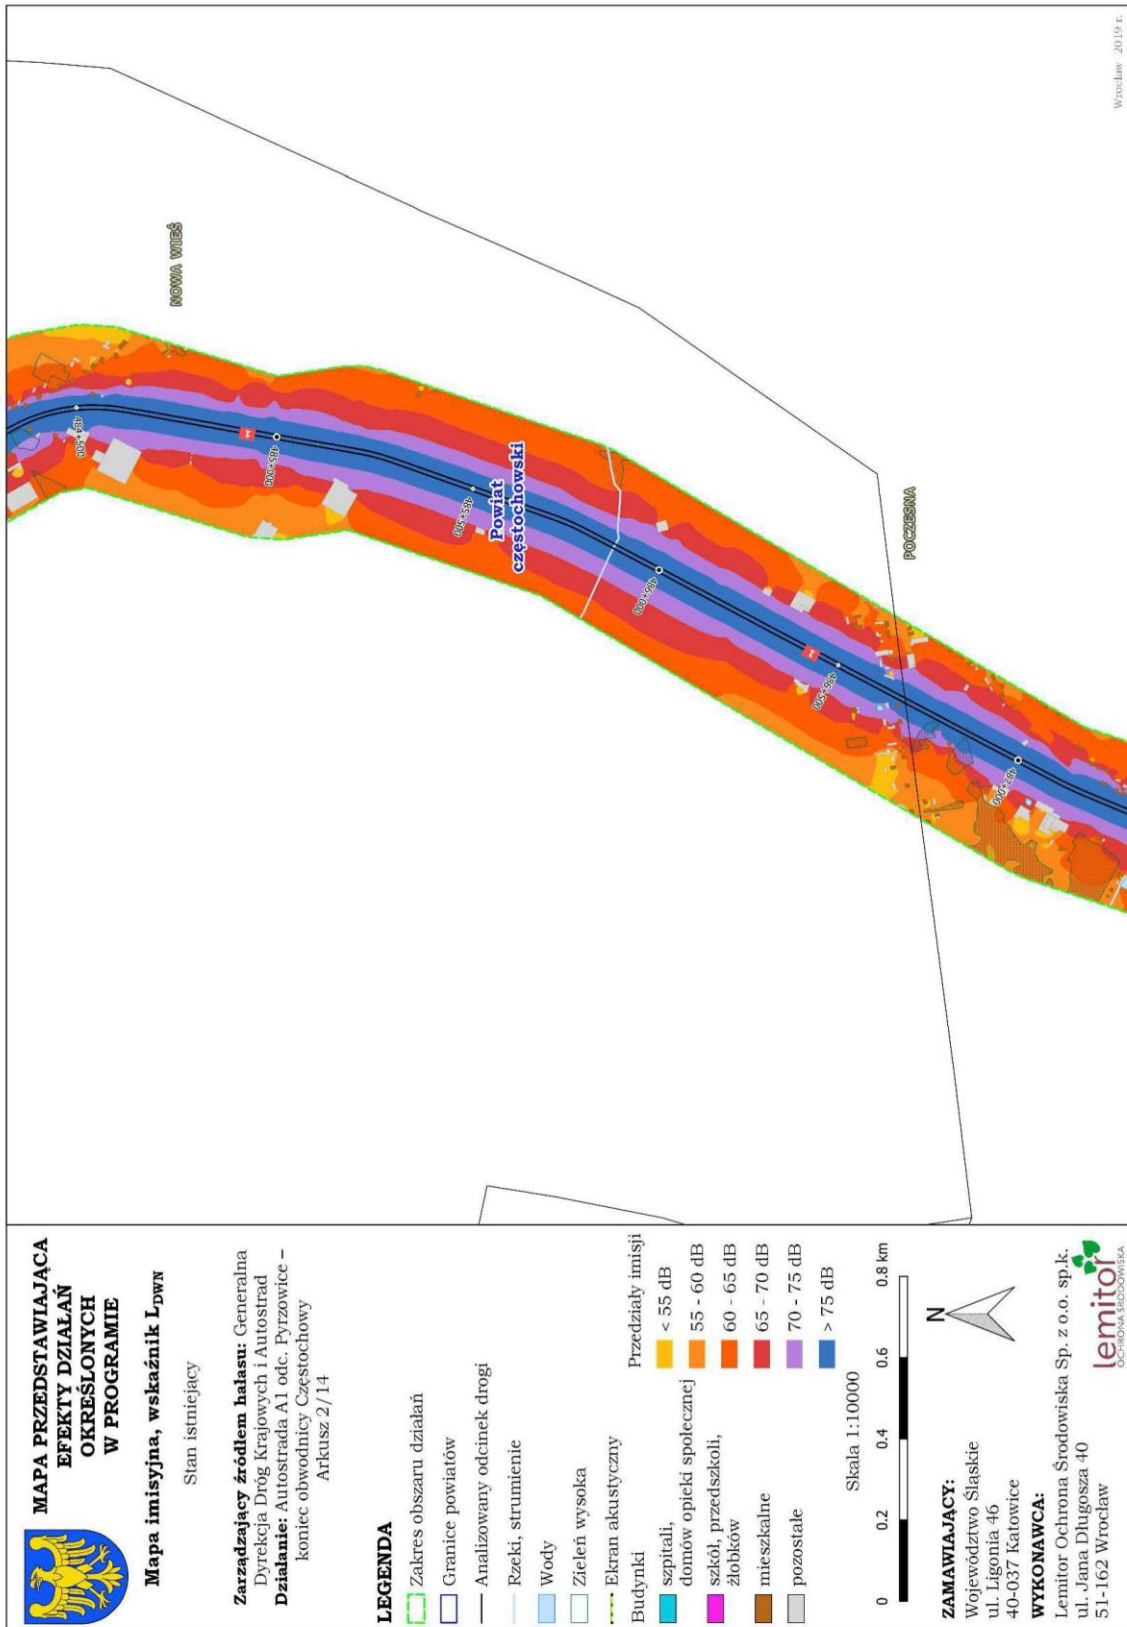 MAPA PRZEDSTAWIAJĄCA
EFEKTY DZIAŁAŃ
OKREŚLONYCH
W PROGRAMIE
Mapa imisyjna, wskaźnik LDWN
Stan istniejący
Zarządzający źródłem hałasu: Generalna
Dyrekcja Dróg Krajowych i Autostrad
Działanie: Autostrada A1 odc. Pyrzowice –
koniec obwodnicy Częstochowy
Arkusz 2/14
LEGENDA
Zakres obszaru działań
Granice powiatów
Analizowany odcinek drogi
Rzeki, strumienie
Wody
Zieleń wysoka
Ekran akustyczny
Budynki
szpitali,
domów opieki społecznej
szkół, przedszkoli,
żłobków
mieszkalne
pozostałe
Przedziały imisji
< 55 dB
55 - 60 dB
60 - 65 dB
65 - 70 dB
70 - 75 dB
> 75 dB
Skala 1:10000
0 0.2 0.4 0.6 0.8 km
N
ZAMAWIAJĄCY:
Województwo Śląskie
ul. Ligonia 46
40-037 Katowice
WYKONAWCA:
Lemitor Ochrona Środowiska Sp. z o.o. sp.k.
ul. Jana Długosza 40
51-162 Wrocław
lemitor
OCHRONA ŚRODOWISKA
NOWA WIEŚ
484+500
485+000
485+500
Powiat
częstochowski
486+000
486+500
POCZESNA
487+000
Wrocław 2019 r.